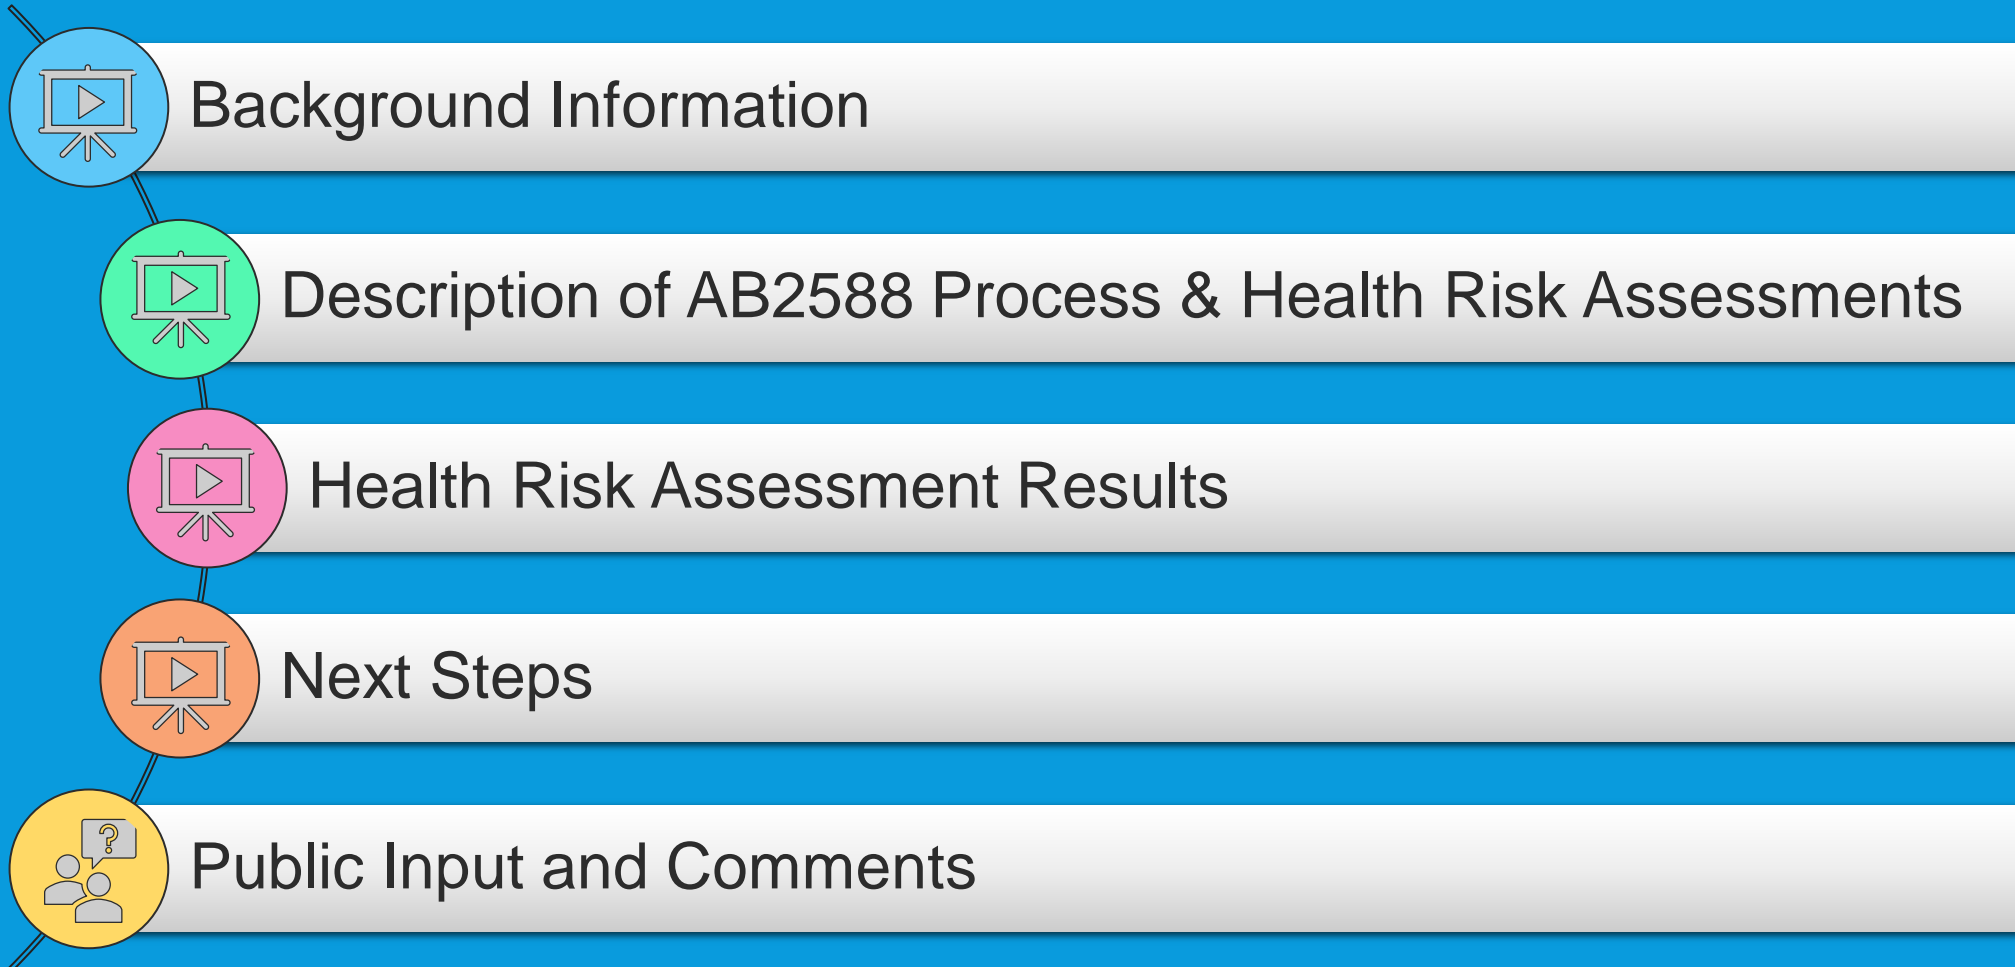 Background Information
Description of AB2588 Process & Health Risk Assessments
Health Risk Assessment Results
Next Steps
?
Public Input and Comments